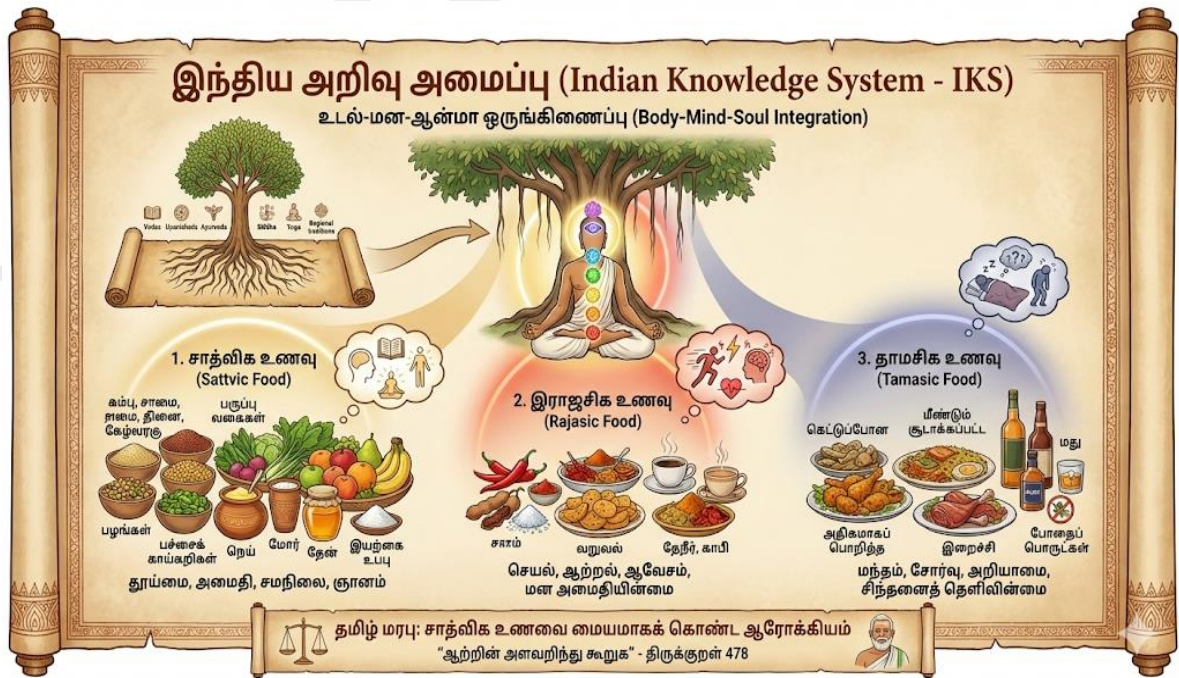 இந்திய அறிவு அமைப்பு (Indian Knowledge System - IKS)
உடல்-மன-ஆன்மா ஒருங்கிணைப்பு (Body-Mind-Soul Integration)
Vedas Upanishads Ayurveda Siddha Yoga Regional
traditions
1. சாத்விக உணவு
(Sattvic Food)
கம்பு, சாமை,
தினை,
கேழ்வரகு
பருப்பு
வகைகள்
பழங்கள்
பச்சைக்
காய்கறிகள்
நெய்
மோர்
தேன்
இயற்கை
உப்பு
தூய்மை, அமைதி, சமநிலை, ஞானம்
2. இராஜசிக உணவு
(Rajasic Food)
வறுவல்
தேநீர், காபி
செயல், ஆற்றல், ஆவேசம்,
மன அமைதியின்மை
???
zz
3. தாமசிக உணவு
(Tamasic Food)
கெட்டுப்போன
மீண்டும்
சூடாக்கப்பட்ட
மது
அதிகமாகப்
பொறித்த
இறைச்சி
போதைப்
பொருட்கள்
மந்தம், சோர்வு, அறியாமை,
சிந்தனைத் தெளிவின்மை
தமிழ் மரபு: சாத்விக உணவை மையமாகக் கொண்ட ஆரோக்கியம்
“ஆற்றின் அளவறிந்து கூறுக” - திருக்குறள் 478